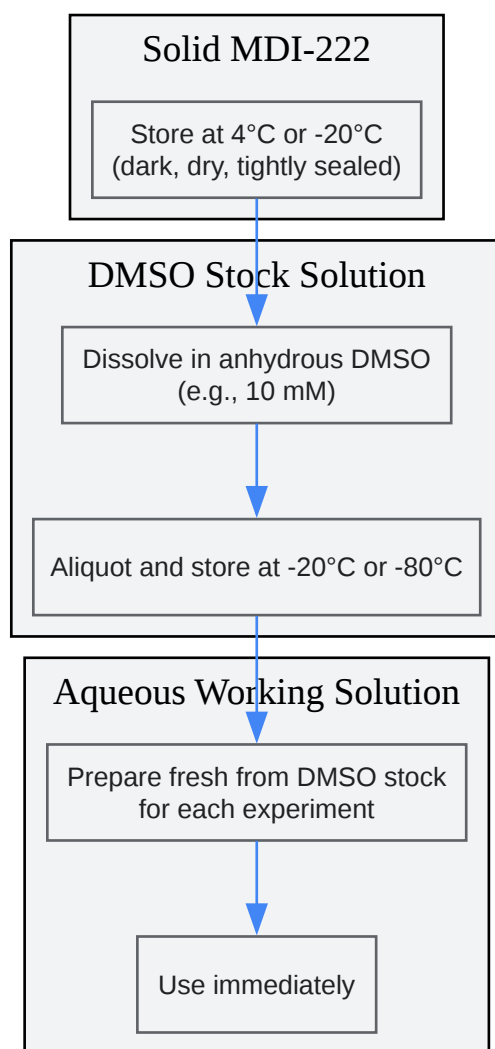 Solid MDI-222
Store at 4°C or -20°C
(dark, dry, tightly sealed)
DMSO Stock Solution
Dissolve in anhydrous DMSO
(e.g., 10 mM)
Aliquot and store at -20°C or -80°C
Aqueous Working Solution
Prepare fresh from DMSO stock
for each experiment
Use immediately